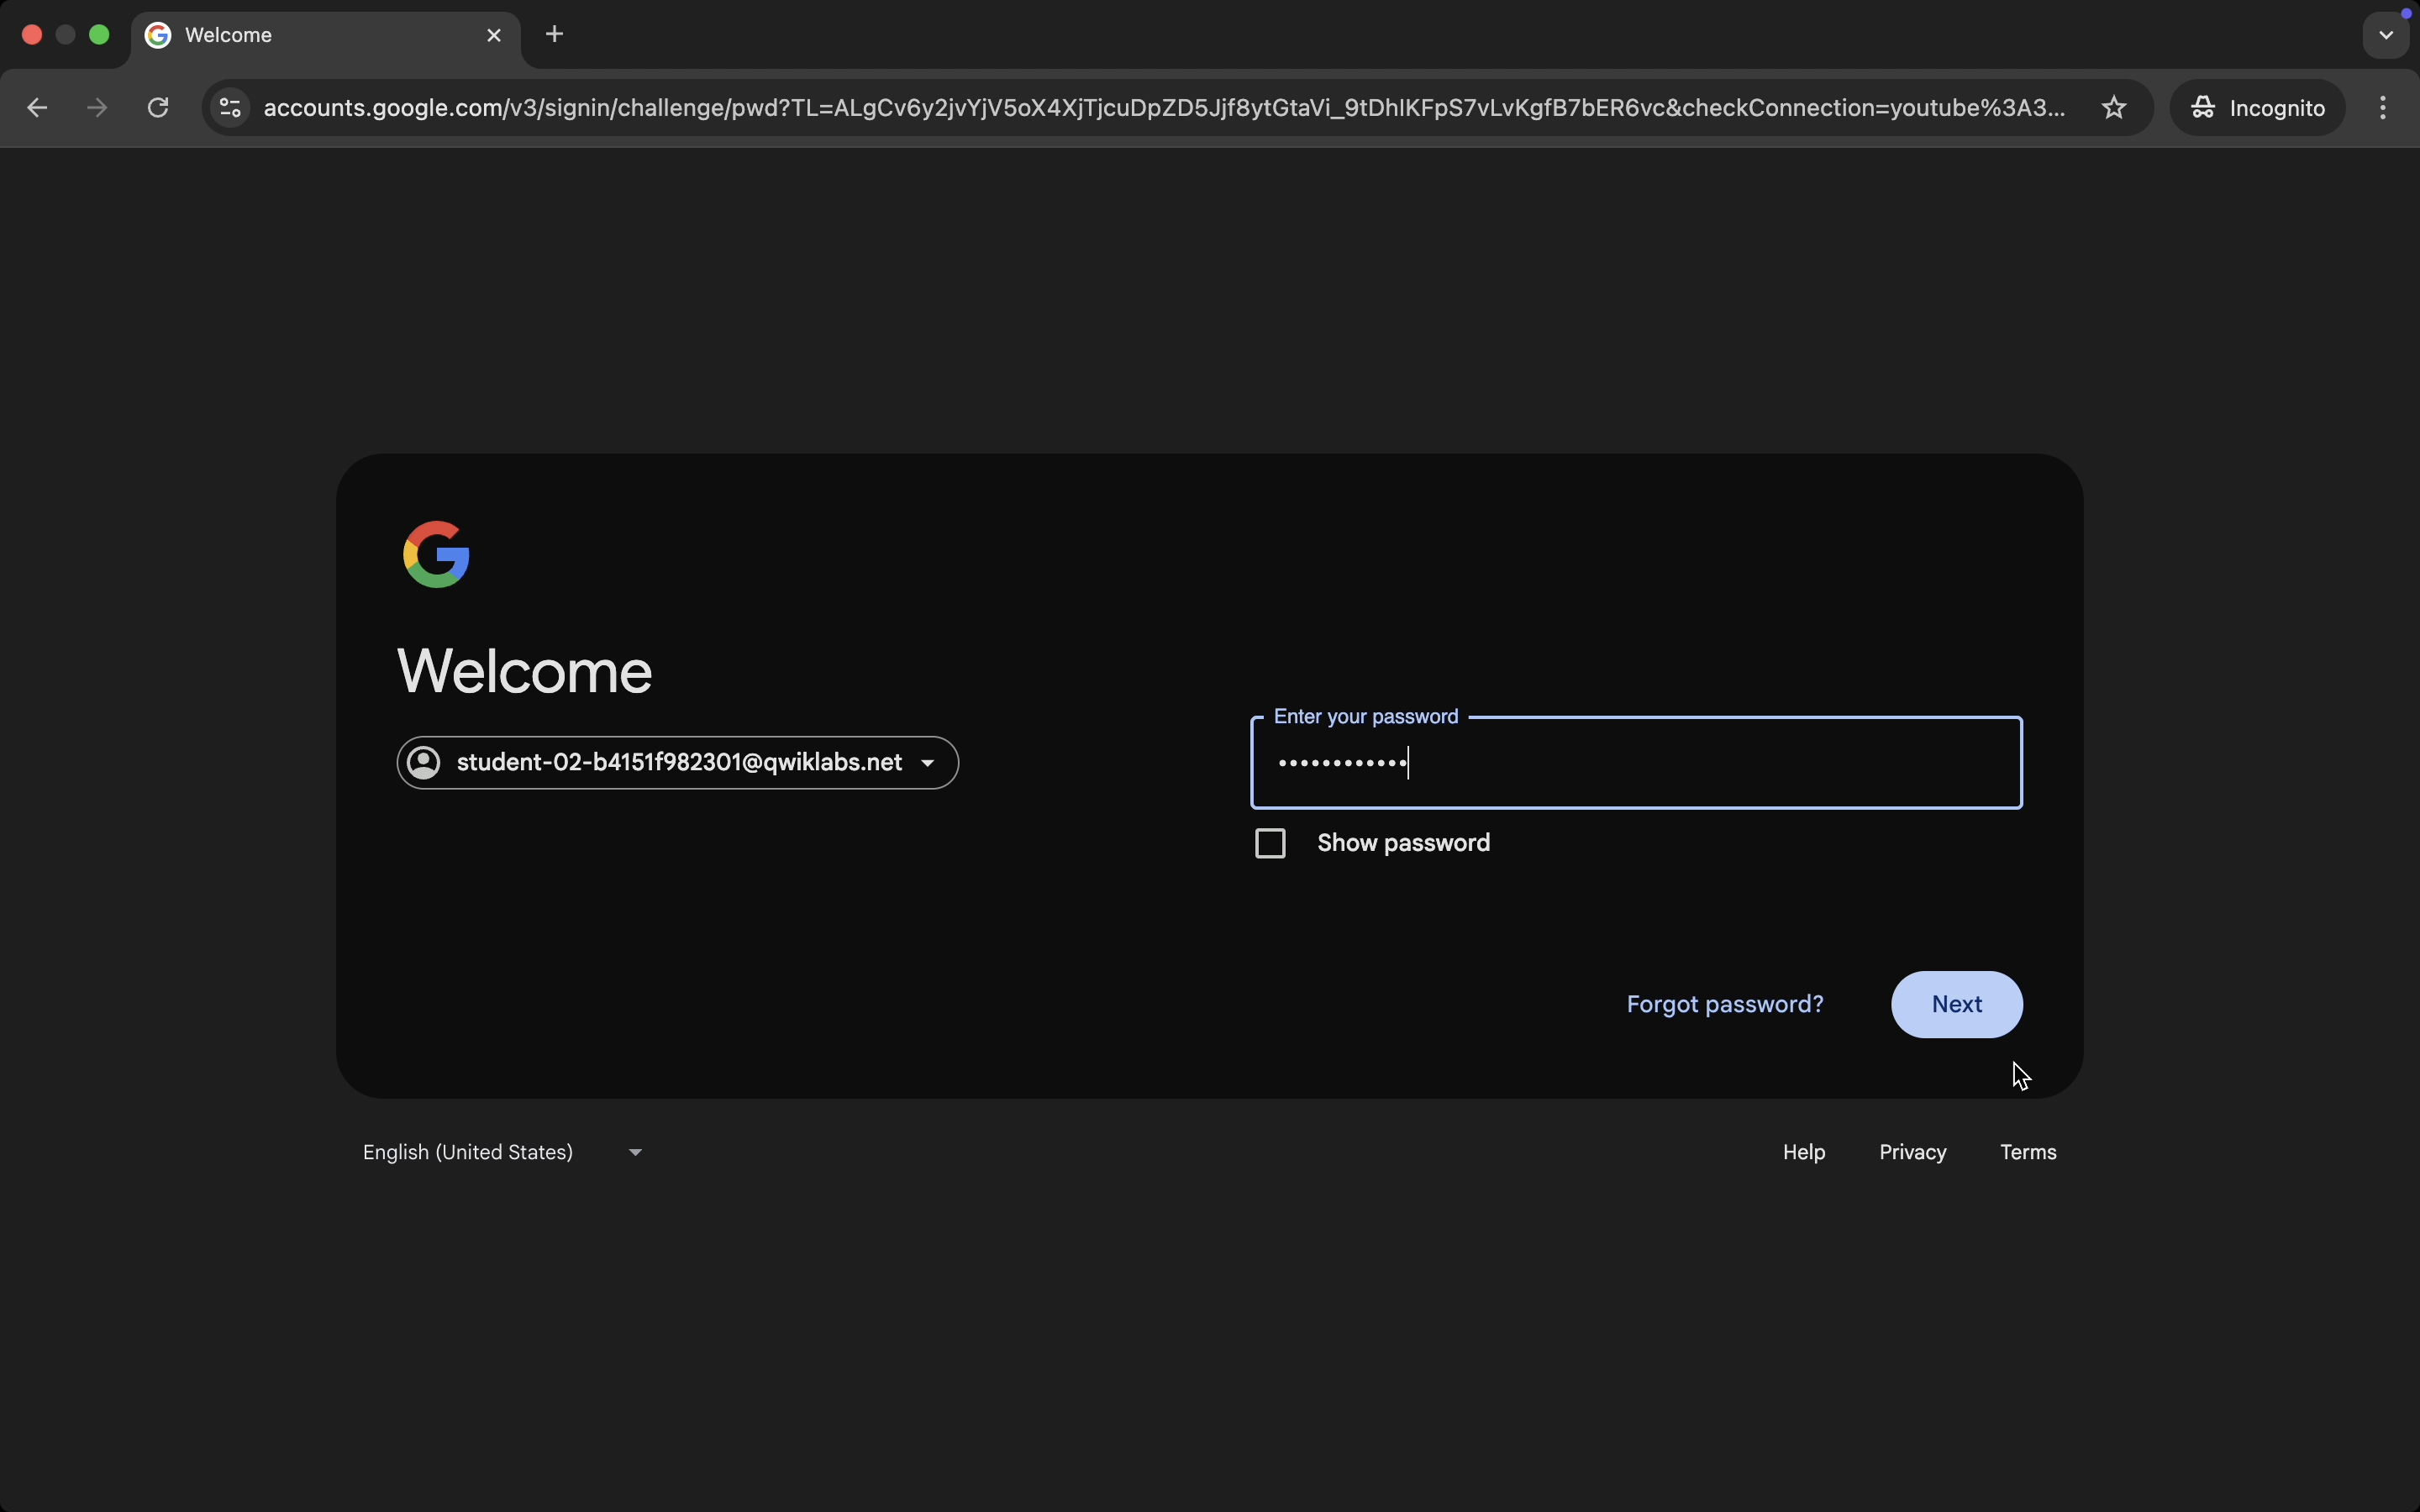 Welcome
accounts.google.com/v3/signin/challenge/pwd?TL=ALgCv6y2jvYjV5oX4XjTjcuDpZD5Jjf8ytGtaVi_9tDhIKFpS7vLvKgfB7bER6vc&checkConnection=youtube%3A3...
Incognito
Welcome
student-02-b4151f982301@qwiklabs.net
Enter your password
••••••••••••
Show password
Forgot password?
Next
English (United States)
Help
Privacy
Terms